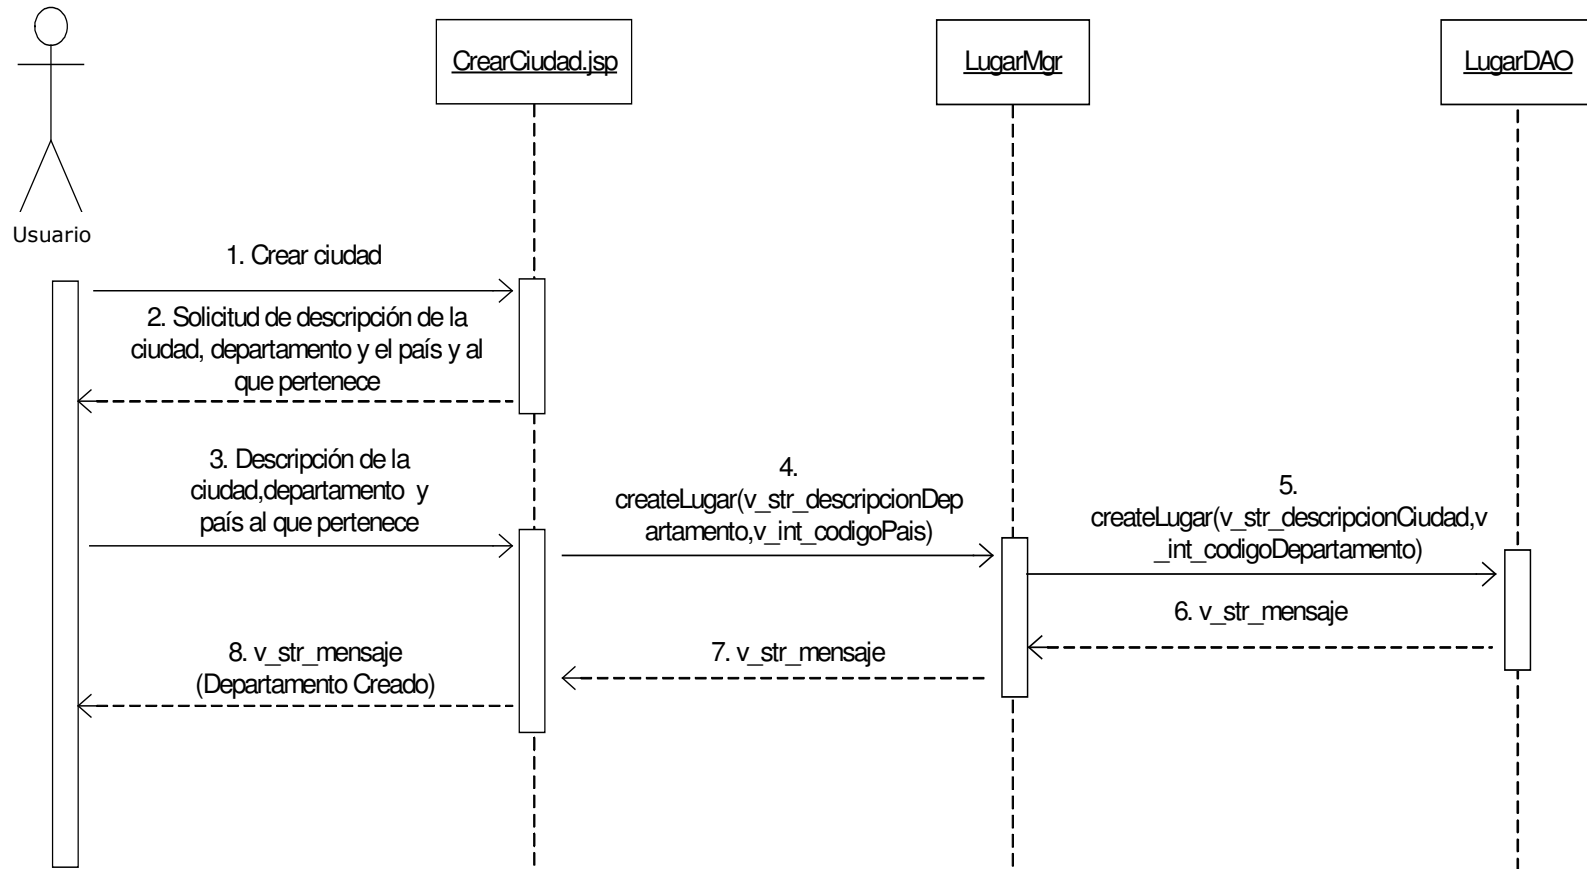 CrearCiudad.jsp
LugarMgr
LugarDAO
Usuario
1. Crear ciudad
2. Solicitud de descripción de la
ciudad, departamento y el país y al
que pertenece
3. Descripción de la
ciudad,departamento y
país al que pertenece
4.
createLugar(v_str_descripcionDep
artamento,v_int_codigoPais)
5.
createLugar(v_str_descripcionCiudad,v
_int_codigoDepartamento)
6. v_str_mensaje
7. v_str_mensaje
8. v_str_mensaje
(Departamento Creado)